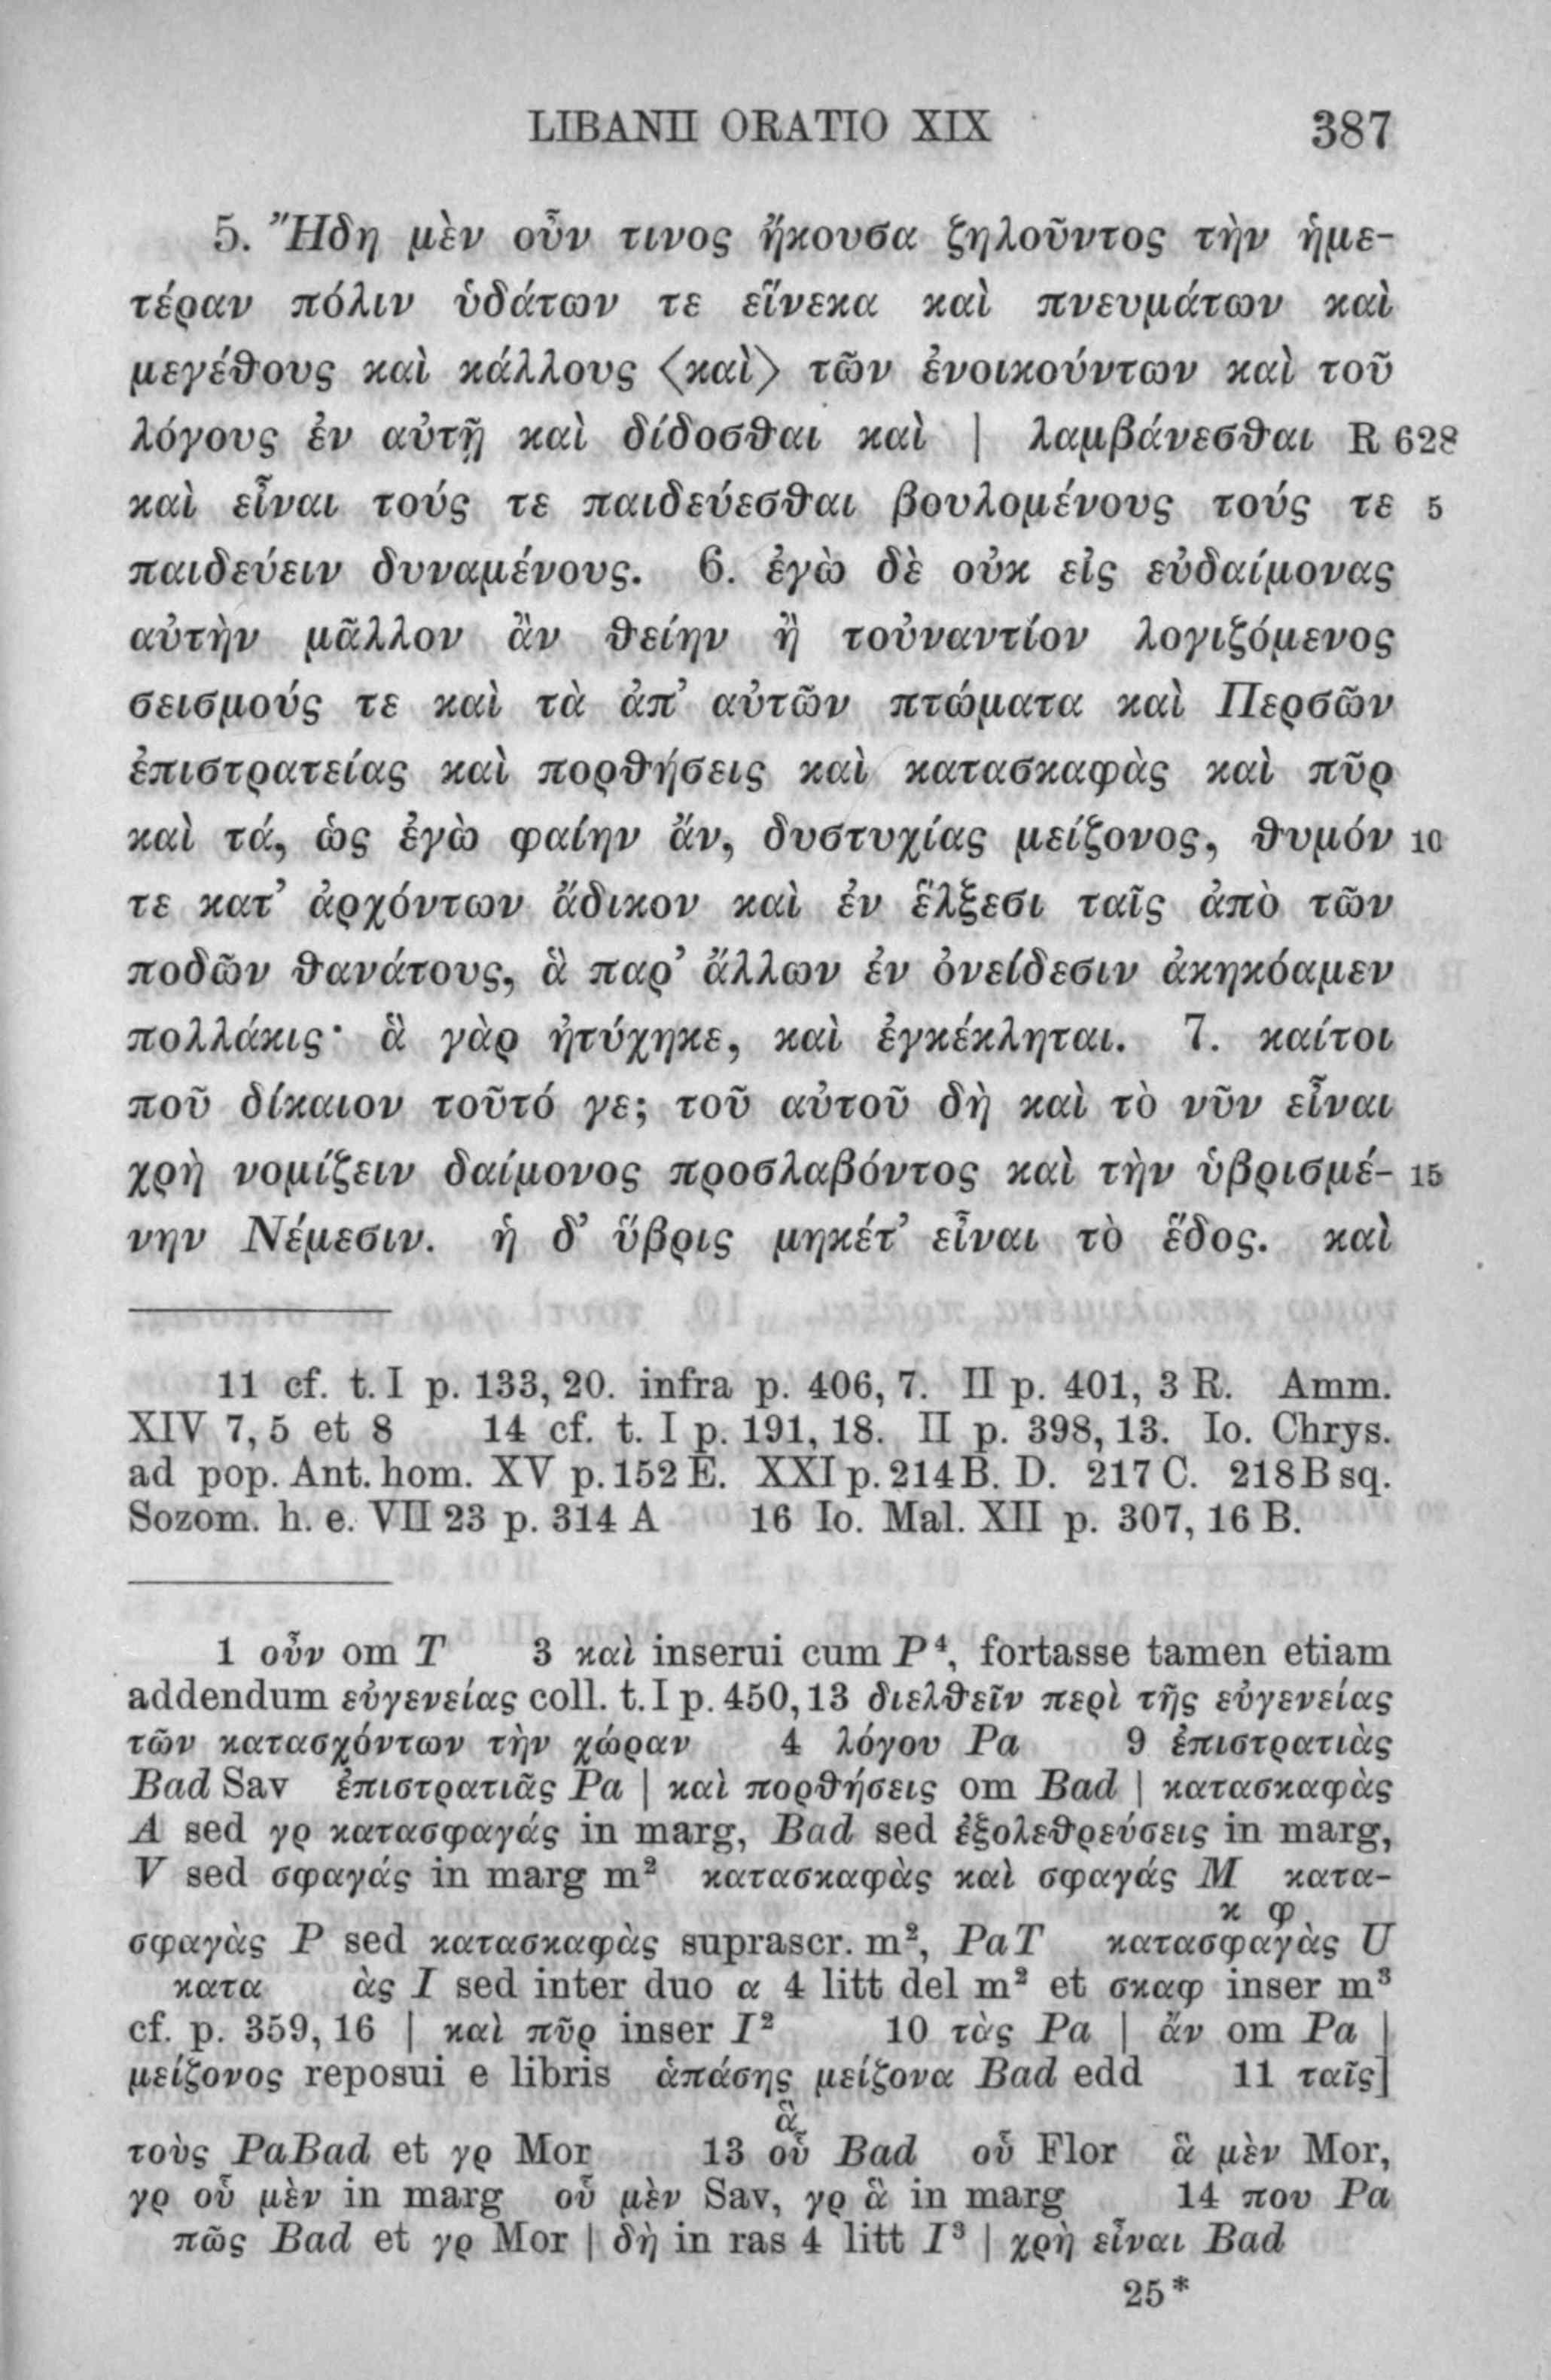 LIBANII ORATIO XIX 387
5. Ἤδη μὲν οὖν τινος ἤκουσα ζηλοῦντος τὴν ἡμε-
τέραν πόλιν ὑδάτων τε εἵνεκα καὶ πνευμάτων καὶ
μεγέθους καὶ κάλλους ⟨καὶ⟩ τῶν ἐνοικούντων καὶ τοῦ
λόγους ἐν αὐτῇ καὶ δίδοσθαι καὶ | λαμβάνεσθαι R 628
καὶ εἶναι τούς τε παιδεύεσθαι βουλομένους τούς τε 5
παιδεύειν δυναμένους. 6. ἐγὼ δὲ οὐκ εἰς εὐδαίμονας
αὐτὴν μᾶλλον ἂν θείην ἢ τοὐναντίον λογιζόμενος
σεισμούς τε καὶ τὰ ἀπ’ αὐτῶν πτώματα καὶ Περσῶν
ἐπιστρατείας καὶ πορθήσεις καὶ κατασκαφὰς καὶ πῦρ
καὶ τά, ὡς ἐγὼ φαίην ἄν, δυστυχίας μείζονος, θυμόν 10
τε κατ’ ἀρχόντων ἄδικον καὶ ἐν ἕλξεσι ταῖς ἀπὸ τῶν
ποδῶν θανάτους, ἃ παρ’ ἄλλων ἐν ὀνείδεσιν ἀκηκόαμεν
πολλάκις· ἃ γὰρ ἠτύχηκε, καὶ ἐγκέκληται. 7. καίτοι
ποῦ δίκαιον τοῦτό γε; τοῦ αὐτοῦ δὴ καὶ τὸ νῦν εἶναι
χρὴ νομίζειν δαίμονος προσλαβόντος καὶ τὴν ὑβρισμέ- 15
νην Νέμεσιν. ἡ δ’ ὕβρις μηκέτ’ εἶναι τὸ ἕδος. καὶ
11 cf. t. I p. 133, 20. infra p. 406, 7. II p. 401, 3 R. Amm.
XIV 7, 5 et 8 14 cf. t. I p. 191, 18. II p. 398, 13. Io. Chrys.
ad pop. Ant. hom. XV p. 152 E. XXI p. 214 B. D. 217 C. 218 B sq.
Sozom. h. e. VII 23 p. 314 A 16 Io. Mal. XII p. 307, 16 B.
1 οὖν om T 3 καὶ inserui cum P⁴, fortasse tamen etiam
addendum εὐγενείας coll. t. I p. 450, 13 διελθεῖν περὶ τῆς εὐγενείας
τῶν κατασχόντων τὴν χώραν 4 λόγου Pa 9 ἐπιστρατιὰς
Bad Sav ἐπιστρατιᾶς Pa | καὶ πορθήσεις om Bad | κατασκαφὰς
A sed γρ κατασφαγάς in marg, Bad sed ἐξολεθρεύσεις in marg,
V sed σφαγάς in marg m² κατασκαφὰς καὶ σφαγάς M κατα-
κ φ
σφαγὰς P sed κατασκαφὰς suprascr. m², Pa T κατασφαγὰς U
κατα ὰς I sed inter duo α 4 litt del m² et σκαφ inser m³
cf. p. 359, 16 | καὶ πῦρ inser I² 10 τὰς Pa | ἄν om Pa |
μείζονος reposui e libris ἁπάσης μείζονα Bad edd 11 ταῖς]
ἃ
τοὺς Pa Bad et γρ Mor 13 οὗ Bad οὗ Flor ἃ μὲν Mor,
γρ οὗ μὲν in marg οὗ μὲν Sav, γρ ἃ in marg 14 που Pa
πῶς Bad et γρ Mor | δὴ in ras 4 litt I³ | χρὴ εἶναι Bad
25*